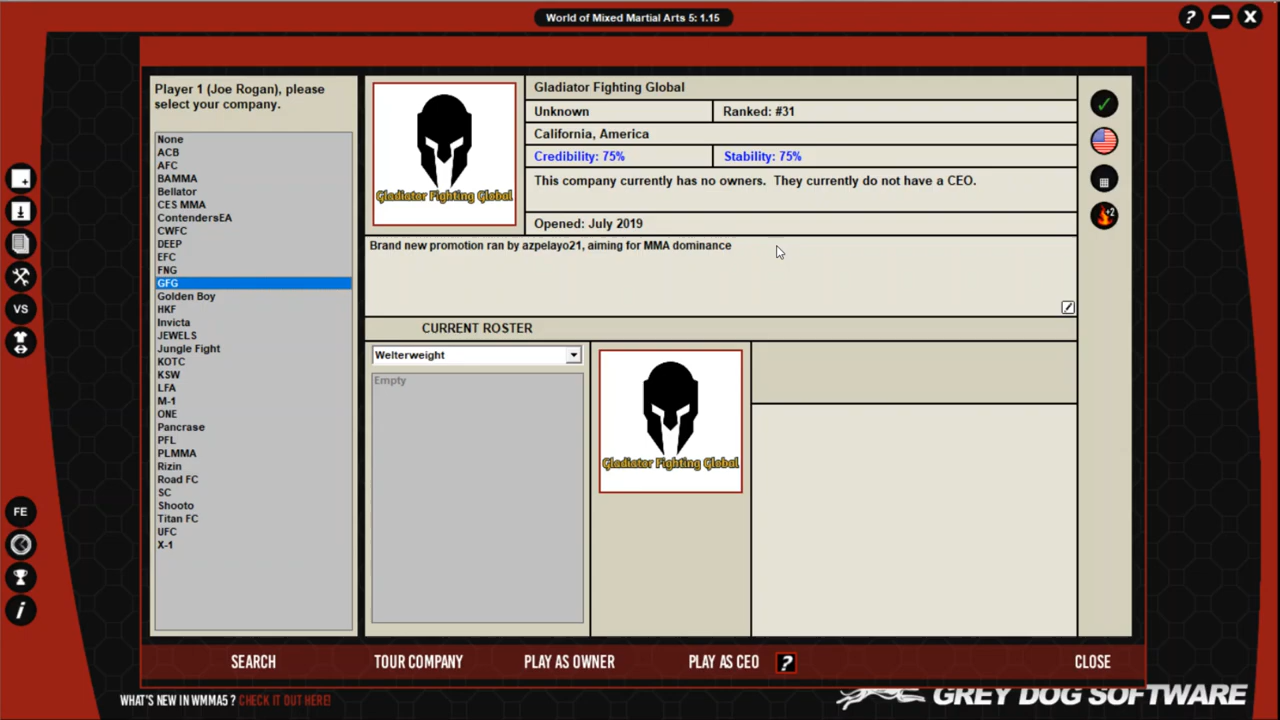 World of Mixed Martial Arts 5: 1.15
?
X
Player 1 (Joe Rogan), please
select your company.
None
ACB
AFC
BAMMA
Bellator
CES MMA
ContendersEA
CWFC
DEEP
EFC
FNG
GFG
Golden Boy
HKF
Invicta
JEWELS
Jungle Fight
KOTC
KSW
LFA
M-1
ONE
Pancrase
PFL
PLMMA
Rizin
Road FC
SC
Shooto
Titan FC
UFC
X-1
Gladiator Fighting Global
Gladiator Fighting Global
Unknown
Ranked: #31
California, America
Credibility: 75%
Stability: 75%
This company currently has no owners. They currently do not have a CEO.
Opened: July 2019
+2
Brand new promotion ran by azpelayo21, aiming for MMA dominance
CURRENT ROSTER
Welterweight
Empty
Gladiator Fighting Global
VS
FE
i
SEARCH
TOUR COMPANY
PLAY AS OWNER
PLAY AS CEO
?
CLOSE
WHAT'S NEW IN WMMA5 ? CHECK IT OUT HERE!
GREY DOG SOFTWARE